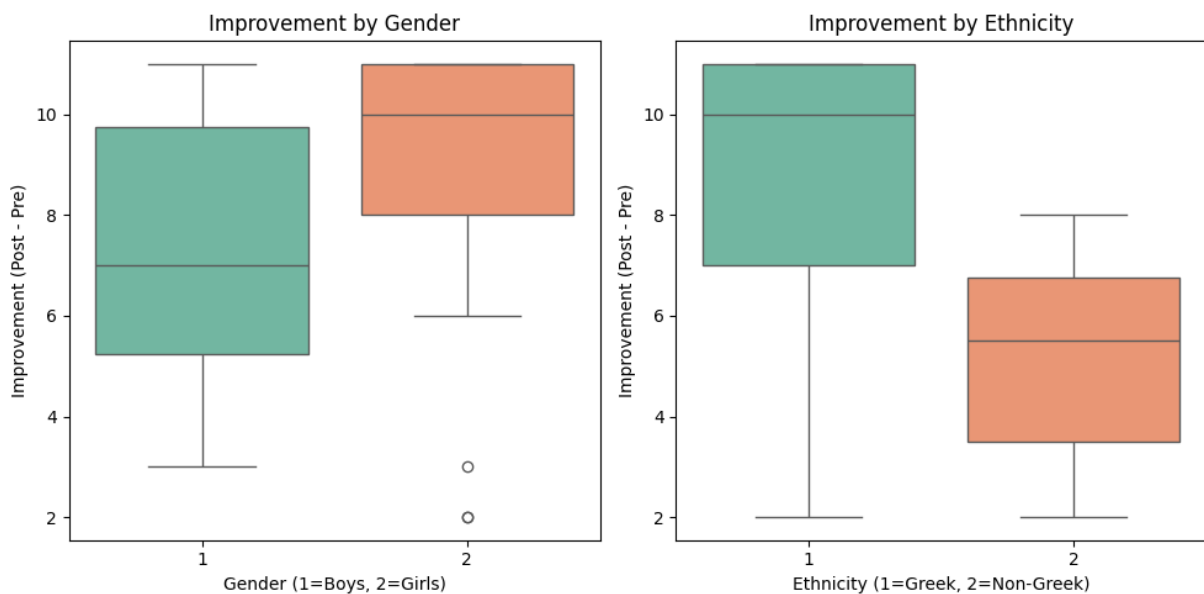 Improvement by Gender
Improvement (Post - Pre)
10
8
6
4
2
1
2
Gender (1=Boys, 2=Girls)
Improvement by Ethnicity
Improvement (Post - Pre)
10
8
6
4
2
1
2
Ethnicity (1=Greek, 2=Non-Greek)